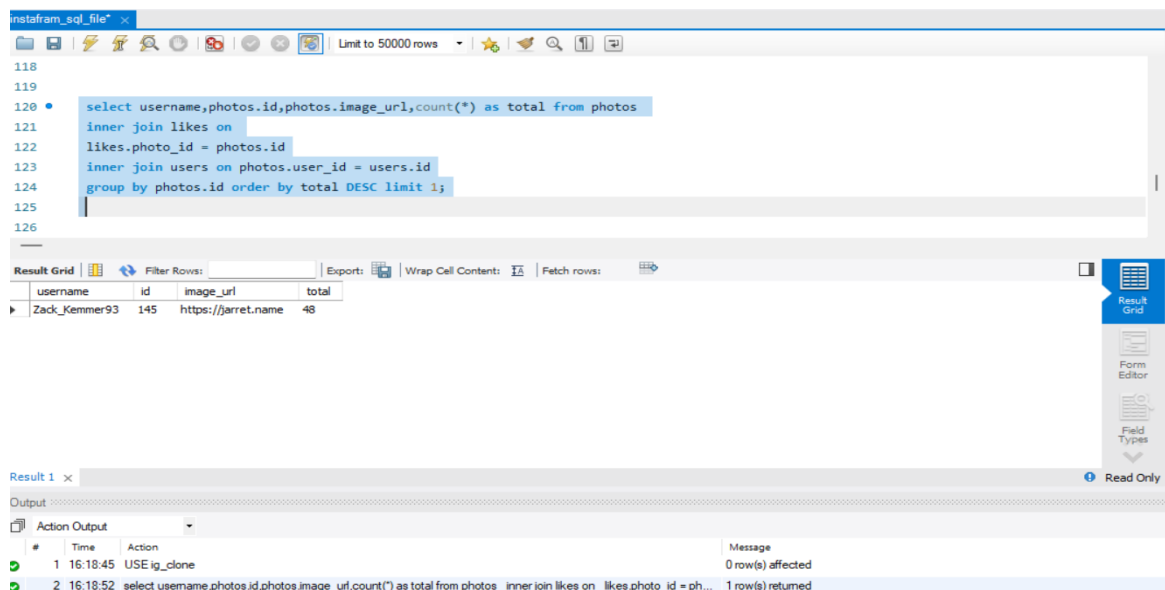 instafram_sql_file*
Limit to 50000 rows
118
119
120 select username,photos.id,photos.image_url,count(*) as total from photos
121 inner join likes on
122 likes.photo_id = photos.id
123 inner join users on photos.user_id = users.id
124 group by photos.id order by total DESC limit 1;
125
126
Result Grid Filter Rows: Export: Wrap Cell Content: Fetch rows:
username id image_url total
Zack_Kemmer93 145 https://jarret.name 48
Result
Grid
Form
Editor
Field
Types
Result 1 Read Only
Output
Action Output
# Time Action Message
1 16:18:45 USE ig_clone 0 row(s) affected
2 16:18:52 select username,photos.id,photos.image_url,count(*) as total from photos inner join likes on likes.photo_id = ph... 1 row(s) returned